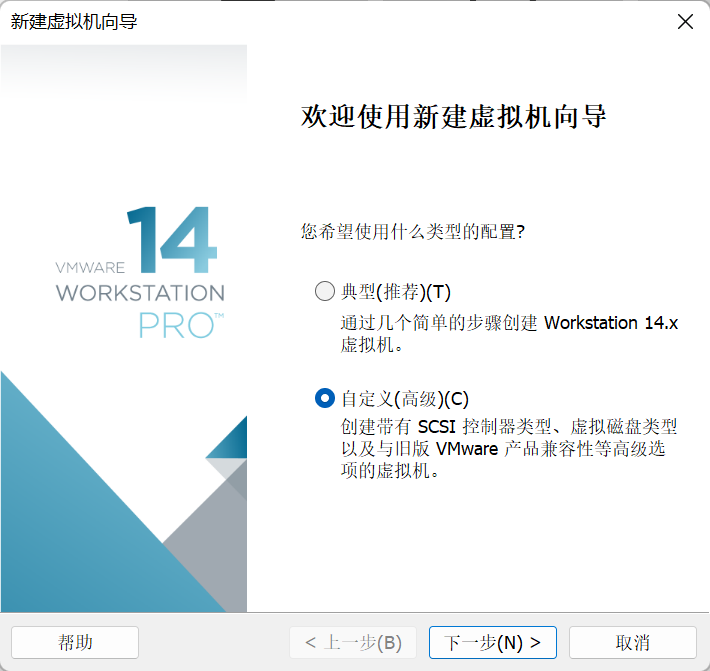 新建虚拟机向导
欢迎使用新建虚拟机向导
14
VMWARE
WORKSTATION
PRO™
您希望使用什么类型的配置?
典型(推荐)(T)
通过几个简单的步骤创建 Workstation 14.x
虚拟机。
自定义(高级)(C)
创建带有 SCSI 控制器类型、虚拟磁盘类型
以及与旧版 VMware 产品兼容性等高级选
项的虚拟机。
帮助
< 上一步(B)
下一步(N) >
取消